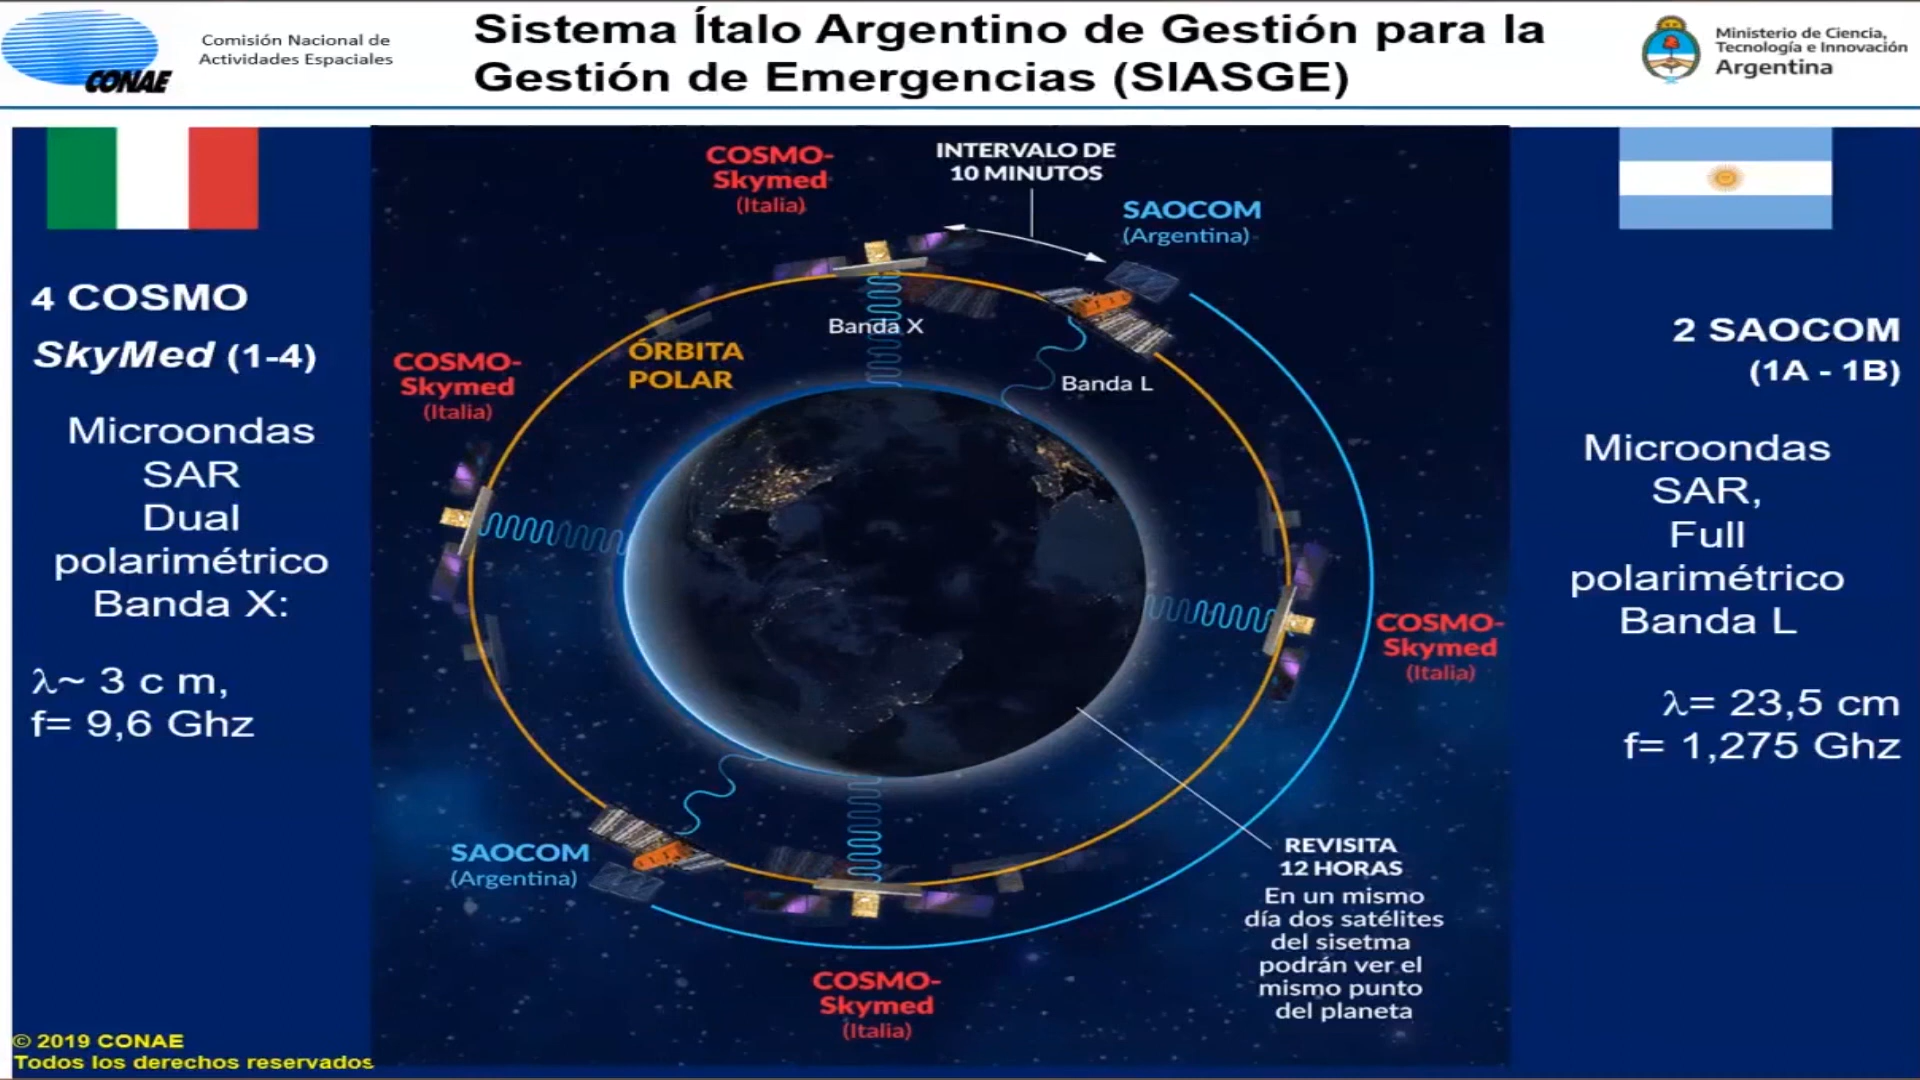 CONAE
Comisión Nacional de
Actividades Espaciales
Sistema Ítalo Argentino de Gestión para la
Gestión de Emergencias (SIASGE)
Ministerio de Ciencia,
Tecnología e Innovación
Argentina
4 COSMO
SkyMed (1-4)
Microondas
SAR
Dual
polarimétrico
Banda X:
λ~ 3 c m,
f= 9,6 Ghz
© 2019 CONAE
Todos los derechos reservados
COSMO-
Skymed
(Italia)
INTERVALO DE
10 MINUTOS
SAOCOM
(Argentina)
Banda X
ÓRBITA
POLAR
Banda L
COSMO-
Skymed
(Italia)
COSMO-
Skymed
(Italia)
SAOCOM
(Argentina)
COSMO-
Skymed
(Italia)
REVISITA
12 HORAS
En un mismo
día dos satélites
del sisetma
podrán ver el
mismo punto
del planeta
2 SAOCOM
(1A - 1B)
Microondas
SAR,
Full
polarimétrico
Banda L
λ= 23,5 cm
f= 1,275 Ghz